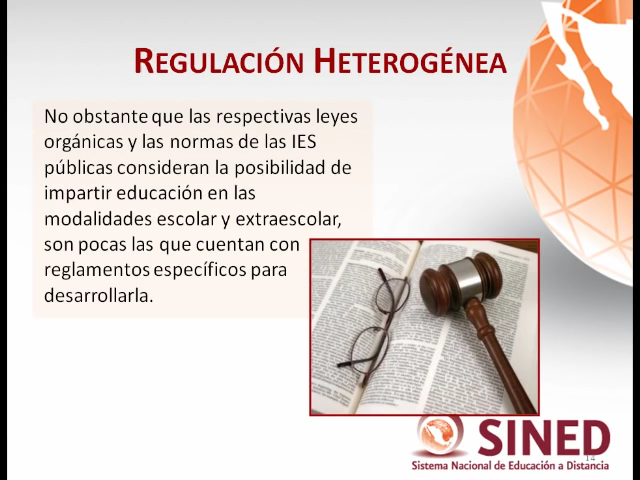 REGULACIÓN HETEROGÉNEA
No obstante que las respectivas leyes
orgánicas y las normas de las IES
públicas consideran la posibilidad de
impartir educación en las
modalidades escolar y extraescolar,
son pocas las que cuentan con
reglamentos específicos para
desarrollarla.
SINED
14
Sistema Nacional de Educación a Distancia